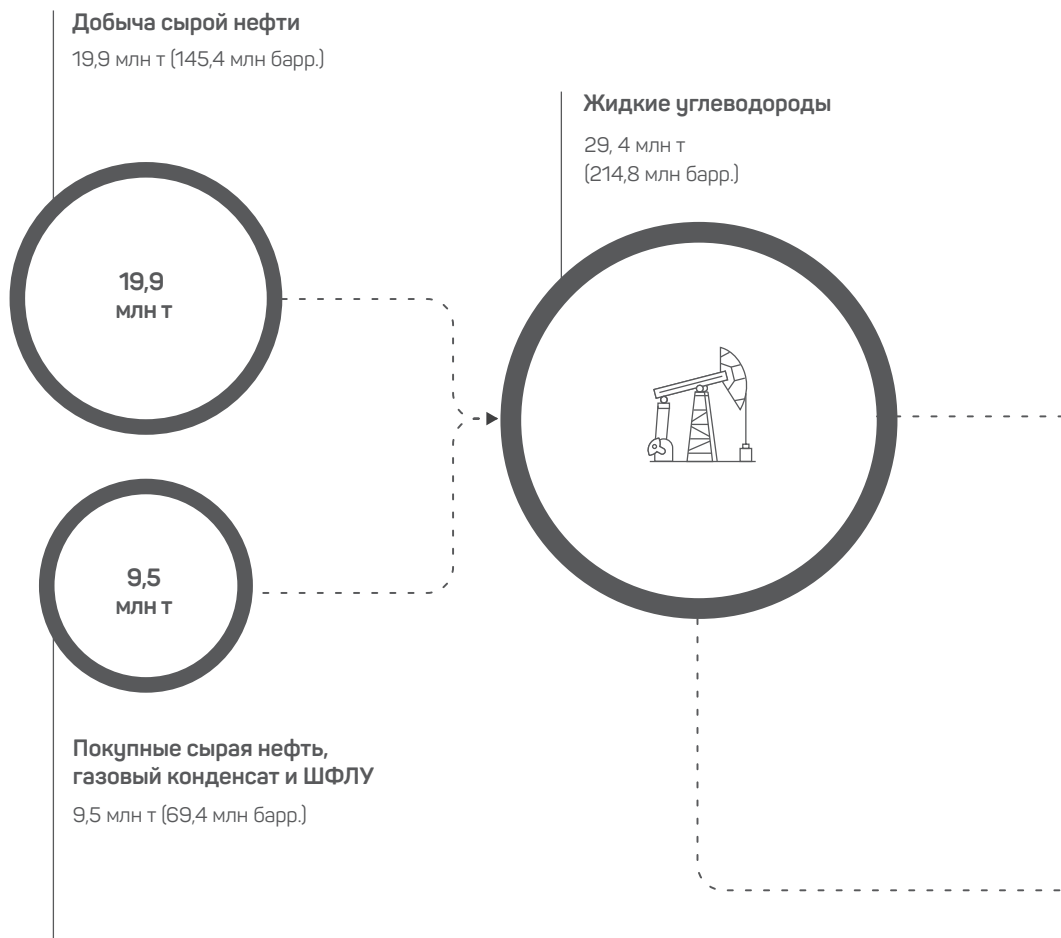 Добыча сырой нефти
19,9 млн т (145,4 млн барр.)
Жидкие углеводороды
29, 4 млн т
(214,8 млн барр.)
19,9
млн т
9,5
млн т
Покупные сырая нефть,
газовый конденсат и ШФЛУ
9,5 млн т (69,4 млн барр.)